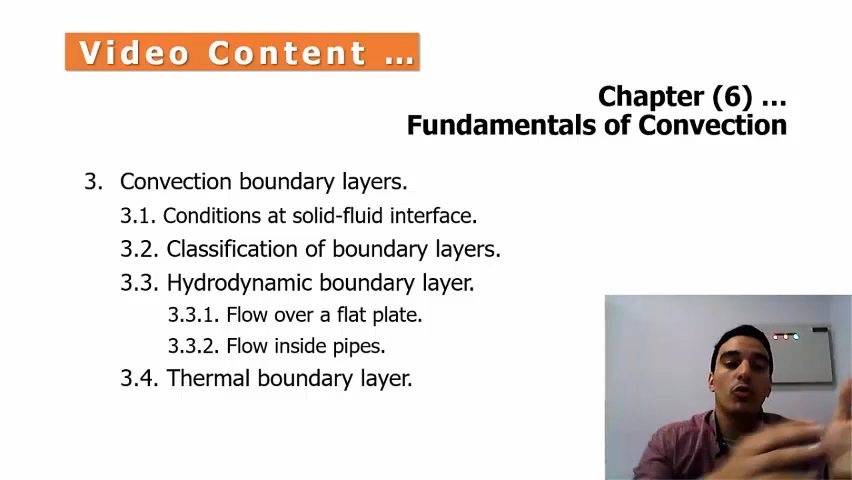 Video Content ...
Chapter (6) ...
Fundamentals of Convection
3. Convection boundary layers.
3.1. Conditions at solid-fluid interface.
3.2. Classification of boundary layers.
3.3. Hydrodynamic boundary layer.
3.3.1. Flow over a flat plate.
3.3.2. Flow inside pipes.
3.4. Thermal boundary layer.